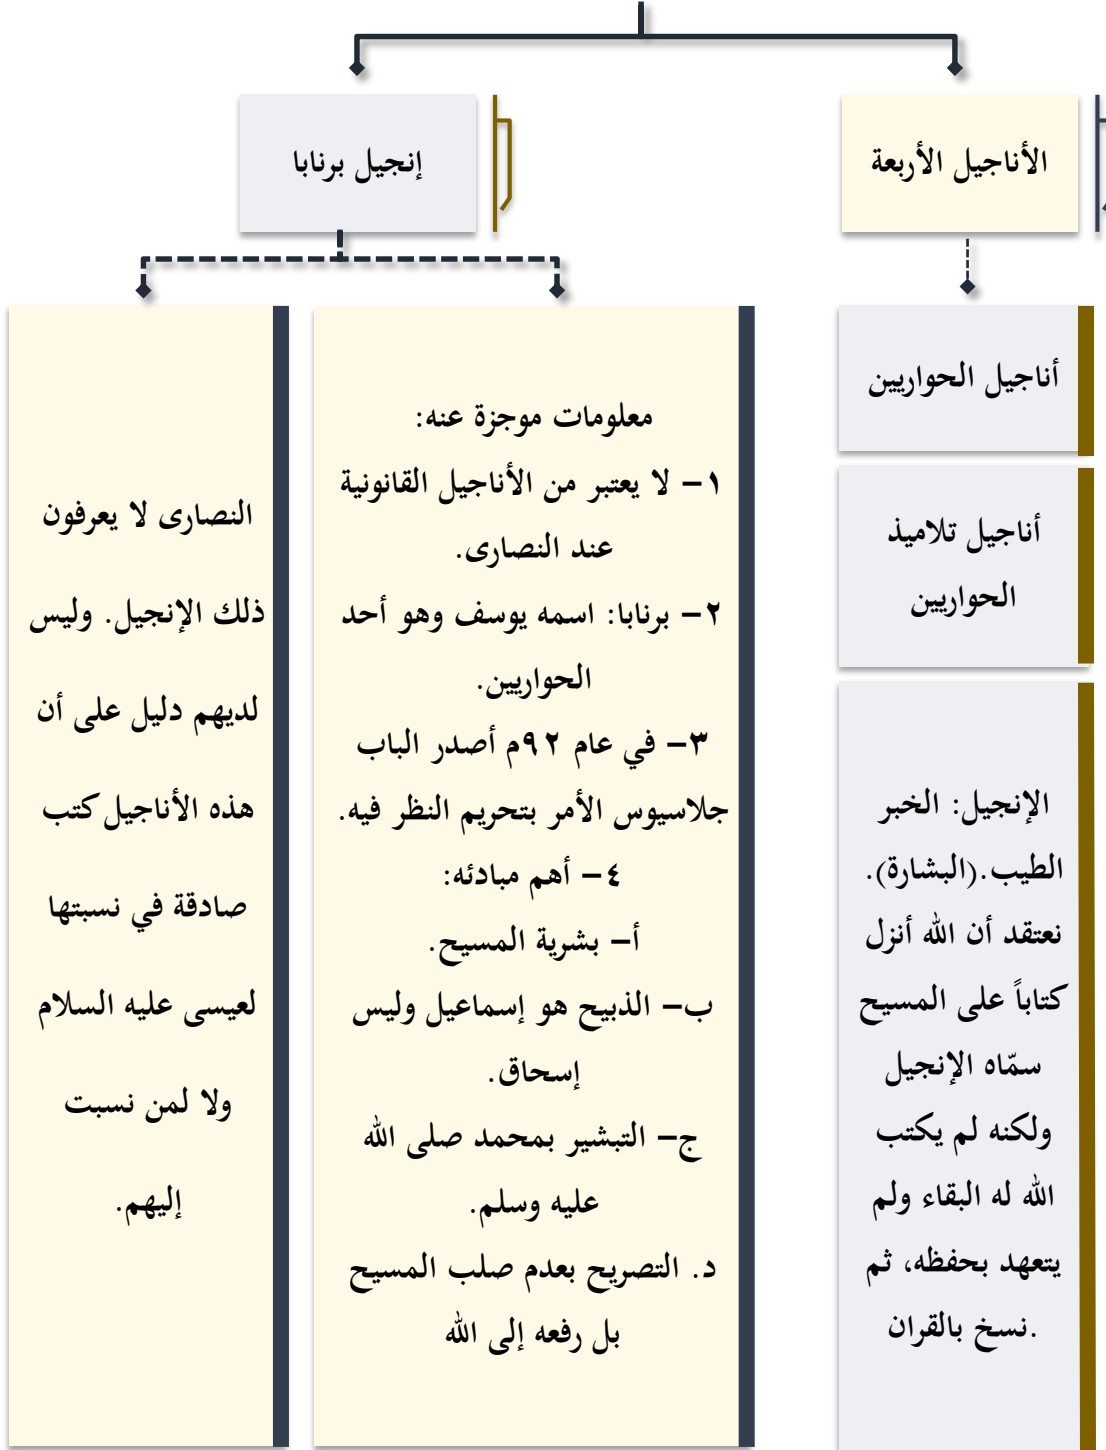 الأناجيل الأربعة
إنجيل برنابا
أناجيل الحواريين
أناجيل تلاميذ
الحواريين
الإنجيل: الخبر
الطيب.(البشارة).
نعتقد أن الله أنزل
كتاباً على المسيح
سمّاه الإنجيل
ولكنه لم يكتب
الله له البقاء ولم
يتعهد بحفظه، ثم
نسخ بالقران.
معلومات موجزة عنه:
١- لا يعتبر من الأناجيل القانونية
عند النصارى.
٢- برنابا: اسمه يوسف وهو أحد
الحواريين.
٣- في عام ٩٢م أصدر الباب
جلاسيوس الأمر بتحريم النظر فيه.
٤- أهم مبادئه:
أ- بشرية المسيح.
ب- الذبيح هو إسماعيل وليس
إسحاق.
ج- التبشير بمحمد صلى الله
عليه وسلم.
د. التصريح بعدم صلب المسيح
بل رفعه إلى الله
النصارى لا يعرفون
ذلك الإنجيل. وليس
لديهم دليل على أن
هذه الأناجيل كتب
صادقة في نسبتها
لعيسى عليه السلام
ولا لمن نسبت
إليهم.